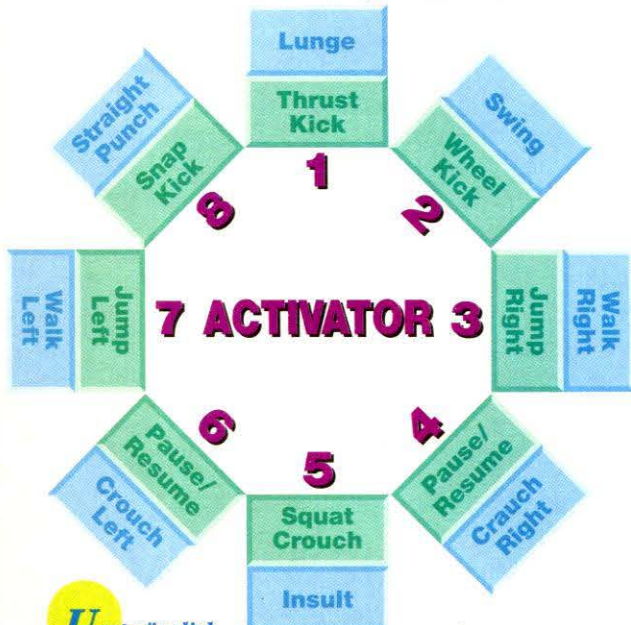 Lunge
Thrust
Kick
1
Swing
Wheel
Kick
2
Walk
Right
Jump
Right
3
Crauch
Right
Pause/
Resume
4
5
Squat
Crouch
Insult
Crouch
Left
Pause/
Resume
6
Walk
Left
Jump
Left
7 ACTIVATOR
Straight
Punch
Snap
Kick
8